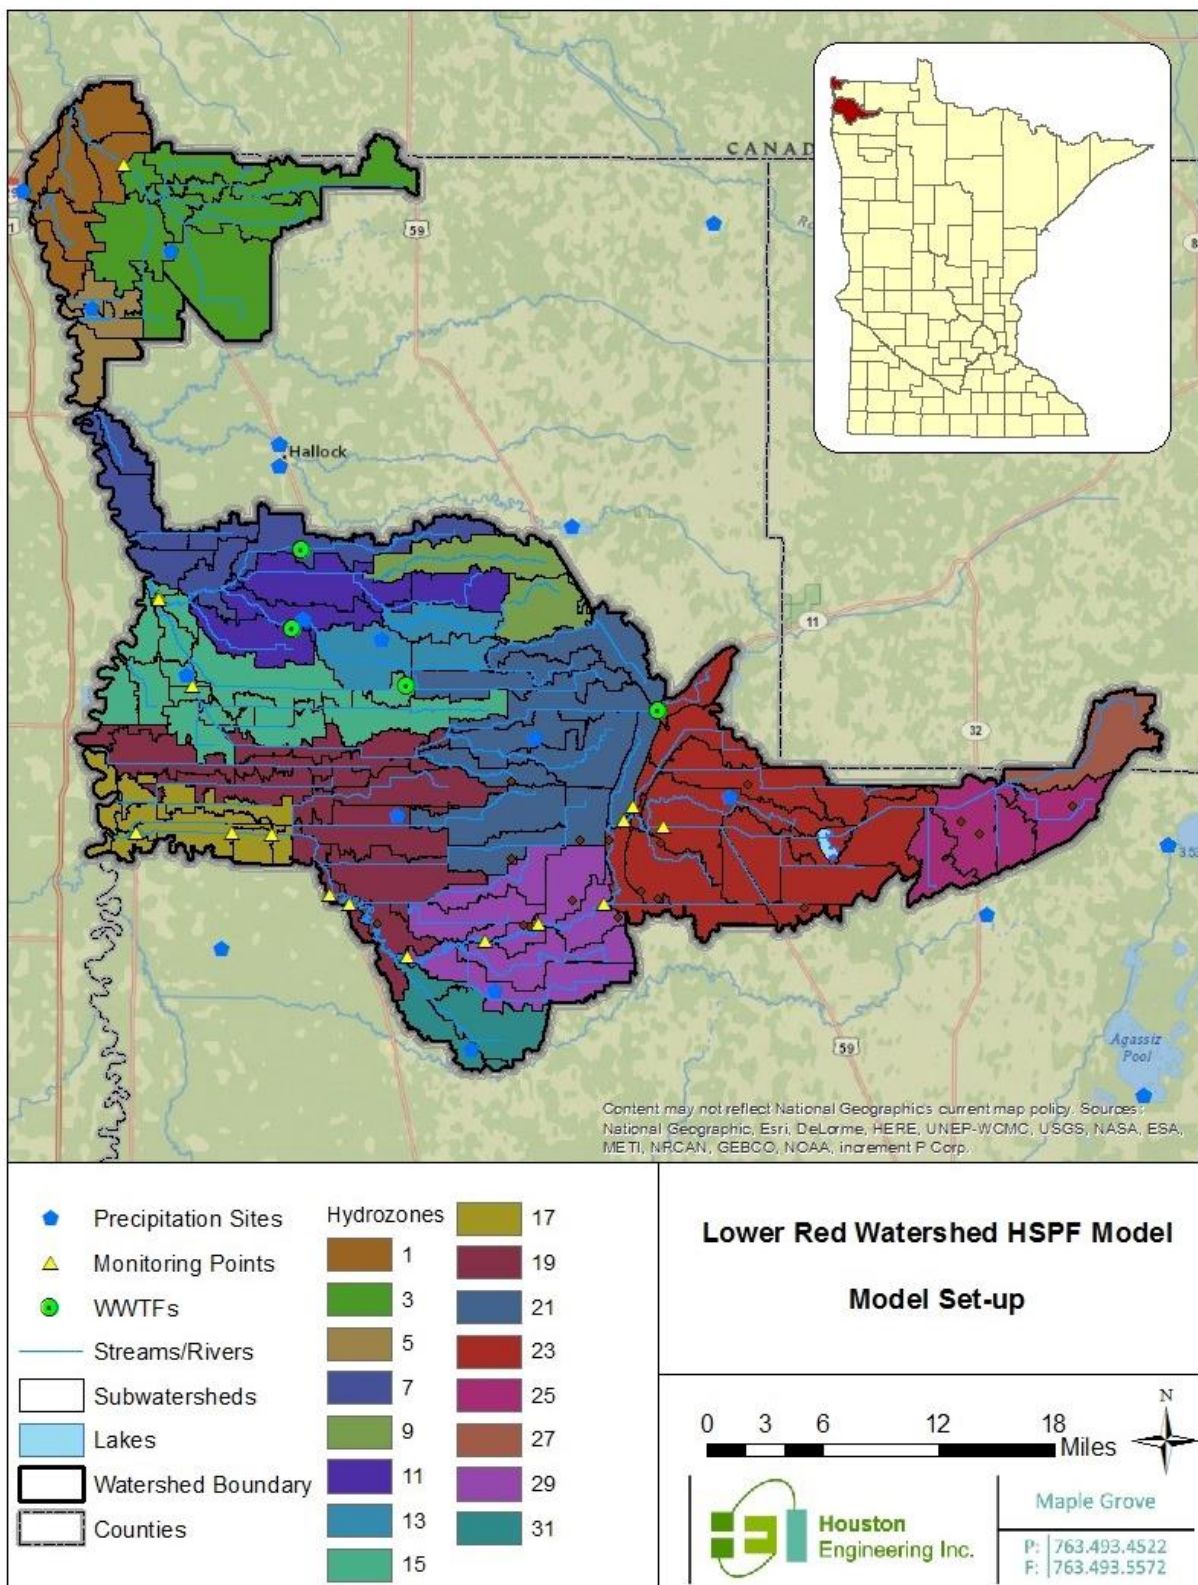 CANAD
59
Hallock
11
32
3.53
59
Agassiz
Pool
Content may not reflect National Geographic's current map policy. Sources:
National Geographic, Esri, DeLorme, HERE, UNEP-WCMC, USGS, NASA, ESA,
METI, NRCAN, GEBCO, NOAA, increment P Corp.
Precipitation Sites
Monitoring Points
WWTFs
Streams/Rivers
Subwatersheds
Lakes
Watershed Boundary
Counties
Hydrozones
1
3
5
7
9
11
13
15
17
19
21
23
25
27
29
31
Lower Red Watershed HSPF Model
Model Set-up
N
0 3 6 12 18
Miles
Houston
Engineering Inc.
Maple Grove
P: 763.493.4522
F: 763.493.5572